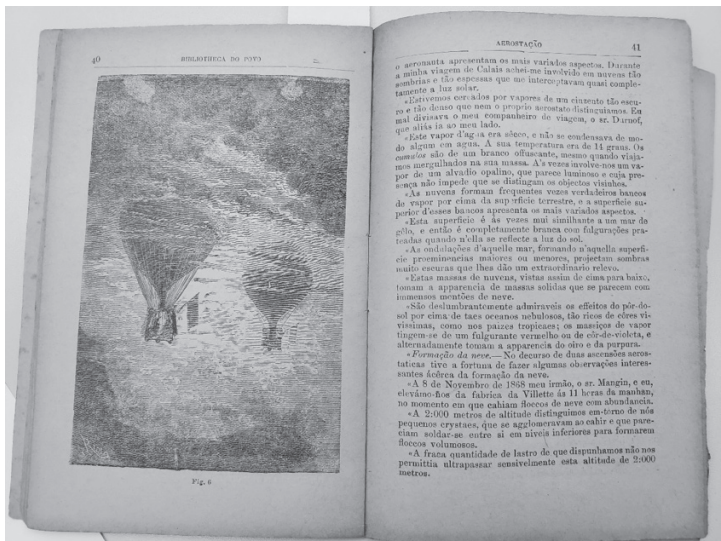 40
BIBLIOTHECA DO POVO
Fig. 6
AEROSTAÇÃO
41
o aeronauta apresentam os mais variados aspectos. Durante
a minha viagem de Calais achei-me involvido em nuvens tão
sombrias e tão espessas que me interceptavam quasi comple-
tamente a luz solar.
«Estivemos cercados por vapores de um cinzento tão escu-
ro e tão denso que nem o proprio aerostato distinguiamos. Eu
mal divisava o meu companheiro de viagem, o sr. Duruof,
que aliás ia ao meu lado.
«Este vapor d'agua era sêcco, e não se condensava de mo-
do algum em agua. A sua temperatura era de 14 graus. Os
cumulos são de um branco offuscante, mesmo quando viaja-
mos mergulhados na sua massa. A's vezes involve-nos um va-
por de um alvadio opalino, que parece luminoso e cuja pre-
sença não impede que se distingam os objectos visinhos.
«As nuvens formam frequentes vezes verdadeiros bancos
de vapor por cima da superficie terrestre, e a superficie su-
perior d'esses bancos apresenta os mais variados aspectos.
«Esta superficie é ás vezes mui similhante a um mar de
gêlo, e então é completamente branca com fulgurações pra-
teadas quando n'ella se reflecte a luz do sol.
«As ondalações d'aquelle mar, formando n'aquella superfi-
cie proeminencias maiores ou menores, projectam sombras
muito escuras que lhes dão um extraordinario relevo.
«Estas massas de nuvens, vistas assim de cima para baixo,
tomam a apparencia de massas solidas que se parecem com
immensos montões de neve.
«São deslumbrantemente admiraveis os effeitos do pôr-do-
sol por cima de taes oceanos nebulosos, tão ricos de côres vi-
vissimas, como nos paizes tropicaes; os massiços de vapor
tingem-se de um fulgurante vermelho ou de côr-de-violeta, e
alternadamente tomam a apparencia do oiro e da purpura.
«Formação da neve.—No decurso de duas ascensões aeros-
taticas tive a fortuna de fazer algumas observações interes-
santes ácêrca da formação da neve.
«A 8 de Novembro de 1868 meu irmão, o sr. Mangin, e eu,
elevámo-nos da fabrica da Villette ás 11 horas da manhan,
no momento em que cahiam floccos de neve com abundancia.
«A 2:000 metros de altitude distinguimos em-torno de nós
pequenos crystaes, que se agglomeravam ao cahir e que pare-
ciam soldar-se entre si em niveis inferiores para formarem
floccos volumosos.
«A fraca quantidade de lastro de que dispunhamos não nos
permittia ultrapassar sensivelmente esta altitude de 2:000
metros.